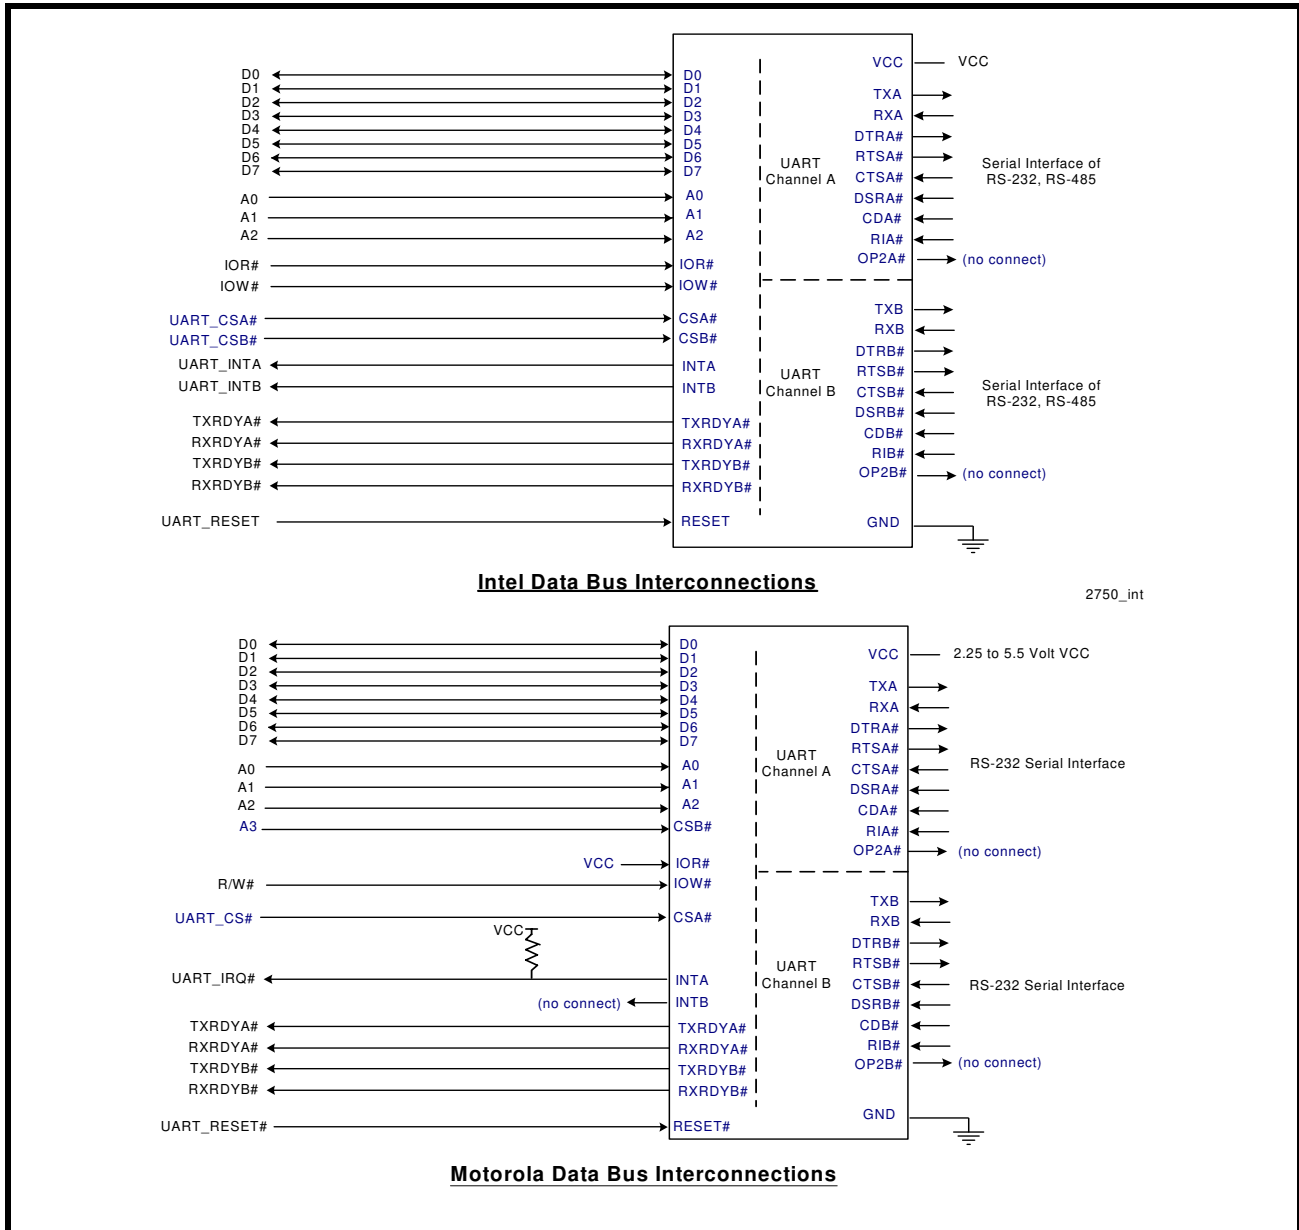 VCC VCC
D0 D0
D1 D1
D2 D2
D3 D3
D4 D4
D5 D5
D6 D6
D7 D7
TXA
RXA
DTRA#
RTSA#
CTSA#
DSRA#
CDA#
RIA#
OP2A# (no connect)
UART
Channel A
Serial Interface of
RS-232, RS-485
A0 A0
A1 A1
A2 A2
IOR# IOR#
IOW# IOW#
UART_CSA# CSA#
UART_CSB# CSB#
UART_INTA INTA
UART_INTB INTB
TXRDYA# TXRDYA#
RXRDYA# RXRDYA#
TXRDYB# TXRDYB#
RXRDYB# RXRDYB#
UART_RESET RESET
UART
Channel B
TXB
RXB
DTRB#
RTSB#
CTSB#
DSRB#
CDB#
RIB#
OP2B# (no connect)
Serial Interface of
RS-232, RS-485
GND
Intel Data Bus Interconnections
2750_int
D0 D0
D1 D1
D2 D2
D3 D3
D4 D4
D5 D5
D6 D6
D7 D7
VCC 2.25 to 5.5 Volt VCC
TXA
RXA
DTRA#
RTSA#
CTSA#
DSRA#
CDA#
RIA#
OP2A# (no connect)
UART
Channel A
RS-232 Serial Interface
A0 A0
A1 A1
A2 A2
A3 CSB#
VCC IOR#
R/W# IOW#
UART_CS# CSA#
VCC
UART_IRQ# INTA
(no connect) INTB
TXRDYA# TXRDYA#
RXRDYA# RXRDYA#
TXRDYB# TXRDYB#
RXRDYB# RXRDYB#
UART_RESET# RESET#
UART
Channel B
TXB
RXB
DTRB#
RTSB#
CTSB#
DSRB#
CDB#
RIB#
OP2B# (no connect)
RS-232 Serial Interface
GND
Motorola Data Bus Interconnections